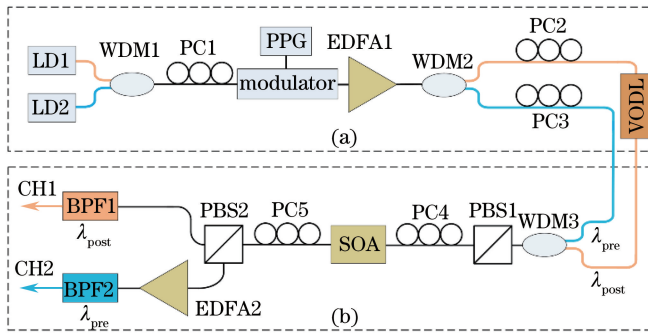 LD1
LD2
WDM1
PC1
PPG
modulator
EDFA1
WDM2
PC2
PC3
VODL
(a)
CH1
BPF1
λpost
CH2
BPF2
λpre
PBS2
EDFA2
PC5
SOA
PC4
PBS1
WDM3
λpre
λpost
(b)